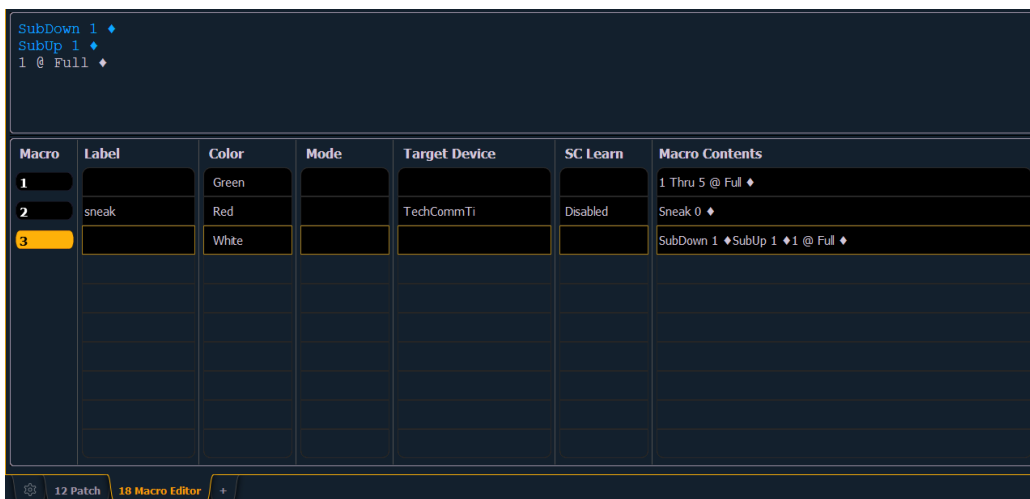 SubDown 1 ♦
SubUp 1 ♦
1 @ Full ♦
Macro Label Color Mode Target Device SC Learn Macro Contents
1 Green 1 Thru 5 @ Full ♦
2 sneak Red TechCommTi Disabled Sneak 0 ♦
3 White SubDown 1 ♦SubUp 1 ♦1 @ Full ♦
12 Patch 18 Macro Editor +